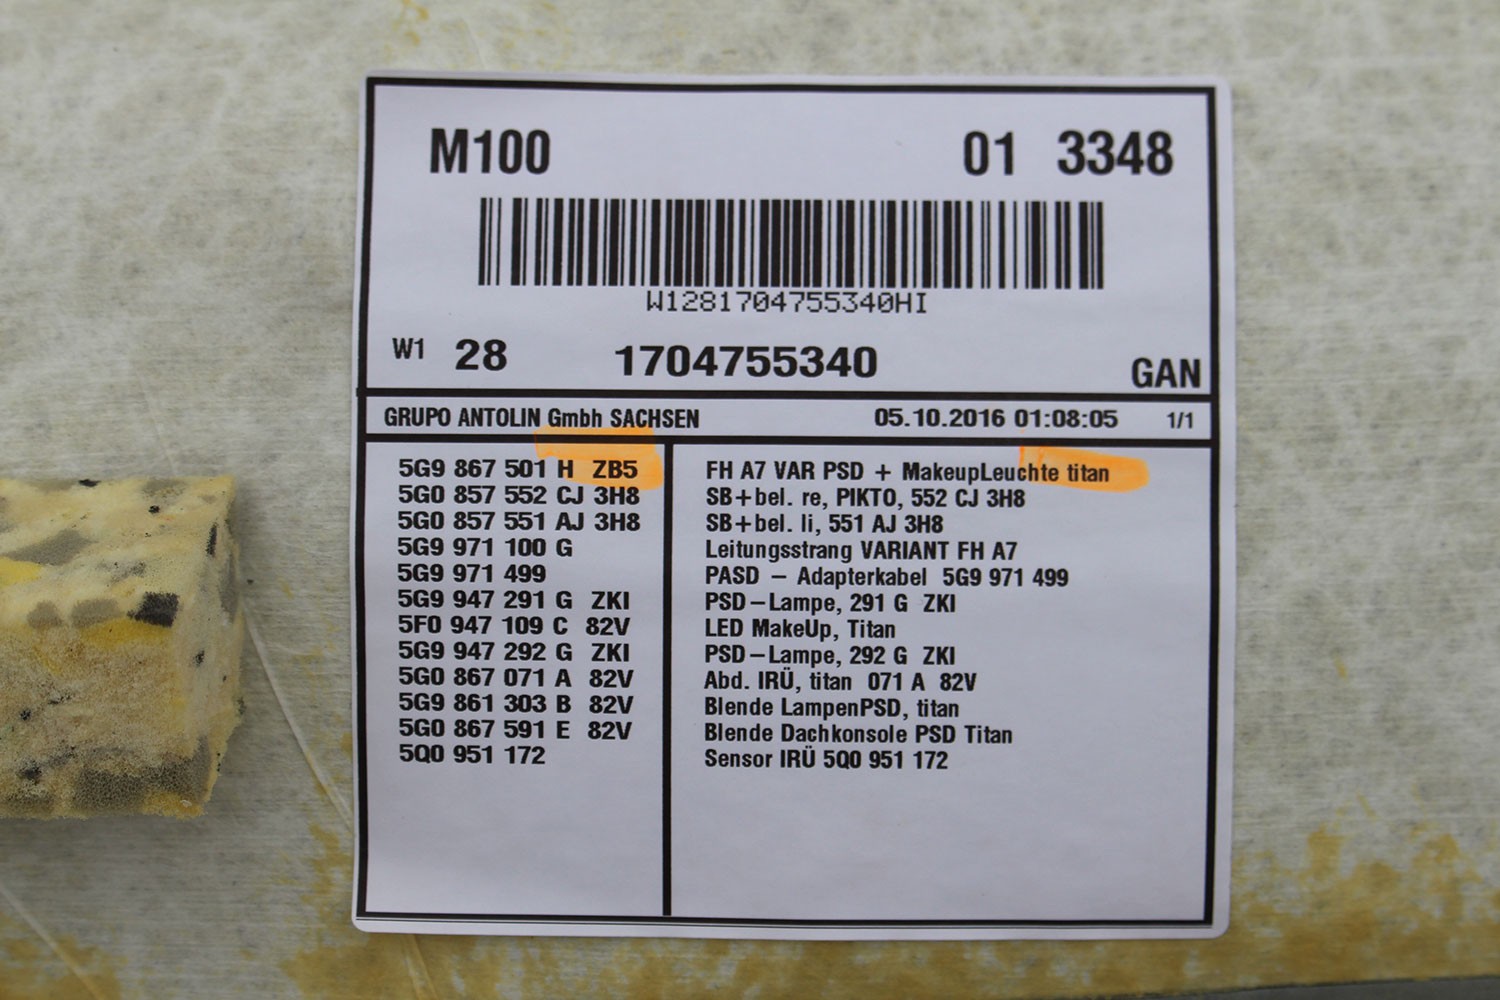 M100 01 3348
W1281704755340HI
W1 28 1704755340 GAN
GRUPO ANTOLIN Gmbh SACHSEN 05.10.2016 01:08:05 1/1
5G9 867 501 H ZB5 FH A7 VAR PSD + MakeupLeuchte titan
5G0 857 552 CJ 3H8 SB+bel. re, PIKTO, 552 CJ 3H8
5G0 857 551 AJ 3H8 SB+bel. li, 551 AJ 3H8
5G9 971 100 G Leitungsstrang VARIANT FH A7
5G9 971 499 PASD – Adapterkabel 5G9 971 499
5G9 947 291 G ZKI PSD–Lampe, 291 G ZKI
5F0 947 109 C 82V LED MakeUp, Titan
5G9 947 292 G ZKI PSD–Lampe, 292 G ZKI
5G0 867 071 A 82V Abd. IRÜ, titan 071 A 82V
5G9 861 303 B 82V Blende LampenPSD, titan
5G0 867 591 E 82V Blende Dachkonsole PSD Titan
5Q0 951 172 Sensor IRÜ 5Q0 951 172